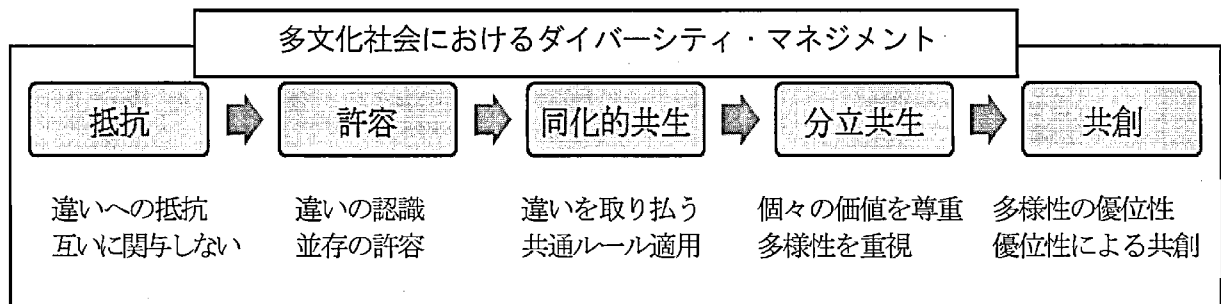 多文化社会におけるダイバーシティ・マネジメント
抵抗
許容
同化的共生
分立共生
共創
違いへの抵抗
互いに関与しない
違いの認識
並存の許容
違いを取り払う
共通ルール適用
個々の価値を尊重
多様性を重視
多様性の優位性
優位性による共創